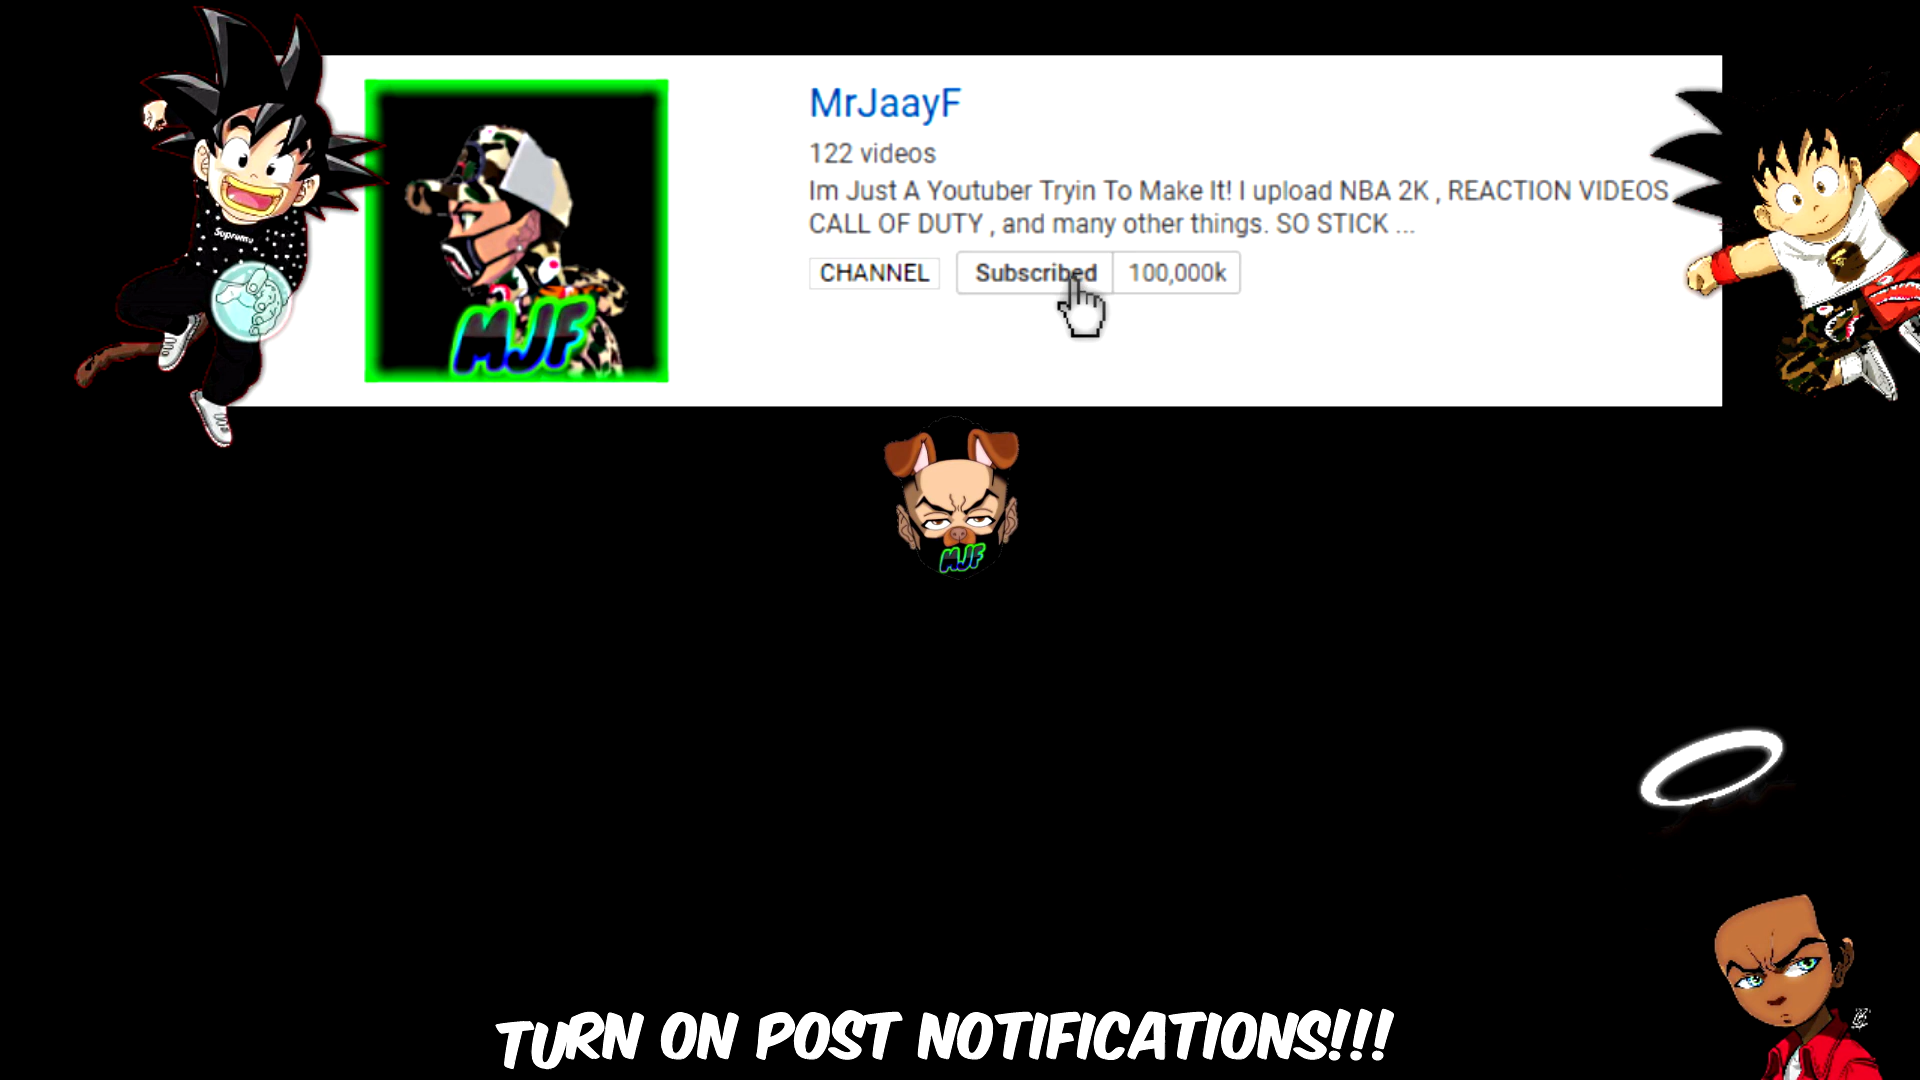 MrJaayF
122 videos
Im Just A Youtuber Tryin To Make It! I upload NBA 2K , REACTION VIDEOS
CALL OF DUTY , and many other things. SO STICK ...
CHANNEL Subscribed 100,000k
Supreme
MJF
MJF
TURN ON POST NOTIFICATIONS!!!